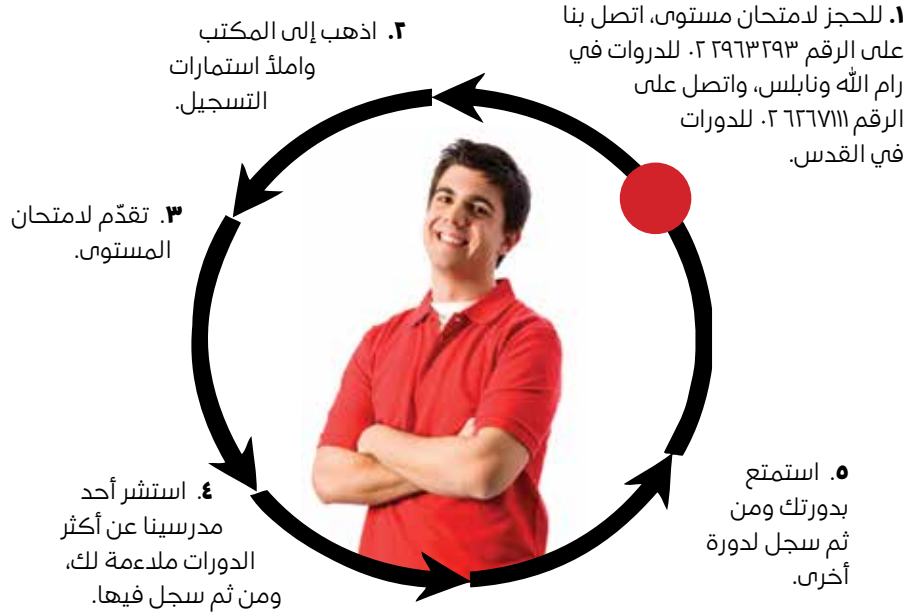 ١. للحجز لامتحان مستوى، اتصل بنا
على الرقم ٢٩٦٣٢٩٣ ٠٢ للدروات في
رام الله ونابلس، واتصل على
الرقم ٦٢٦٧١١١ ٠٢ للدورات
في القدس.
٢. اذهب إلى المكتب
واملأ استمارات
التسجيل.
٣. تقدّم لامتحان
المستوى.
٤. استشر أحد
مدرسينا عن أكثر
الدورات ملاءمة لك،
ومن ثم سجل فيها.
٥. استمتع
بدورتك ومن
ثم سجل لدورة
أخرى.